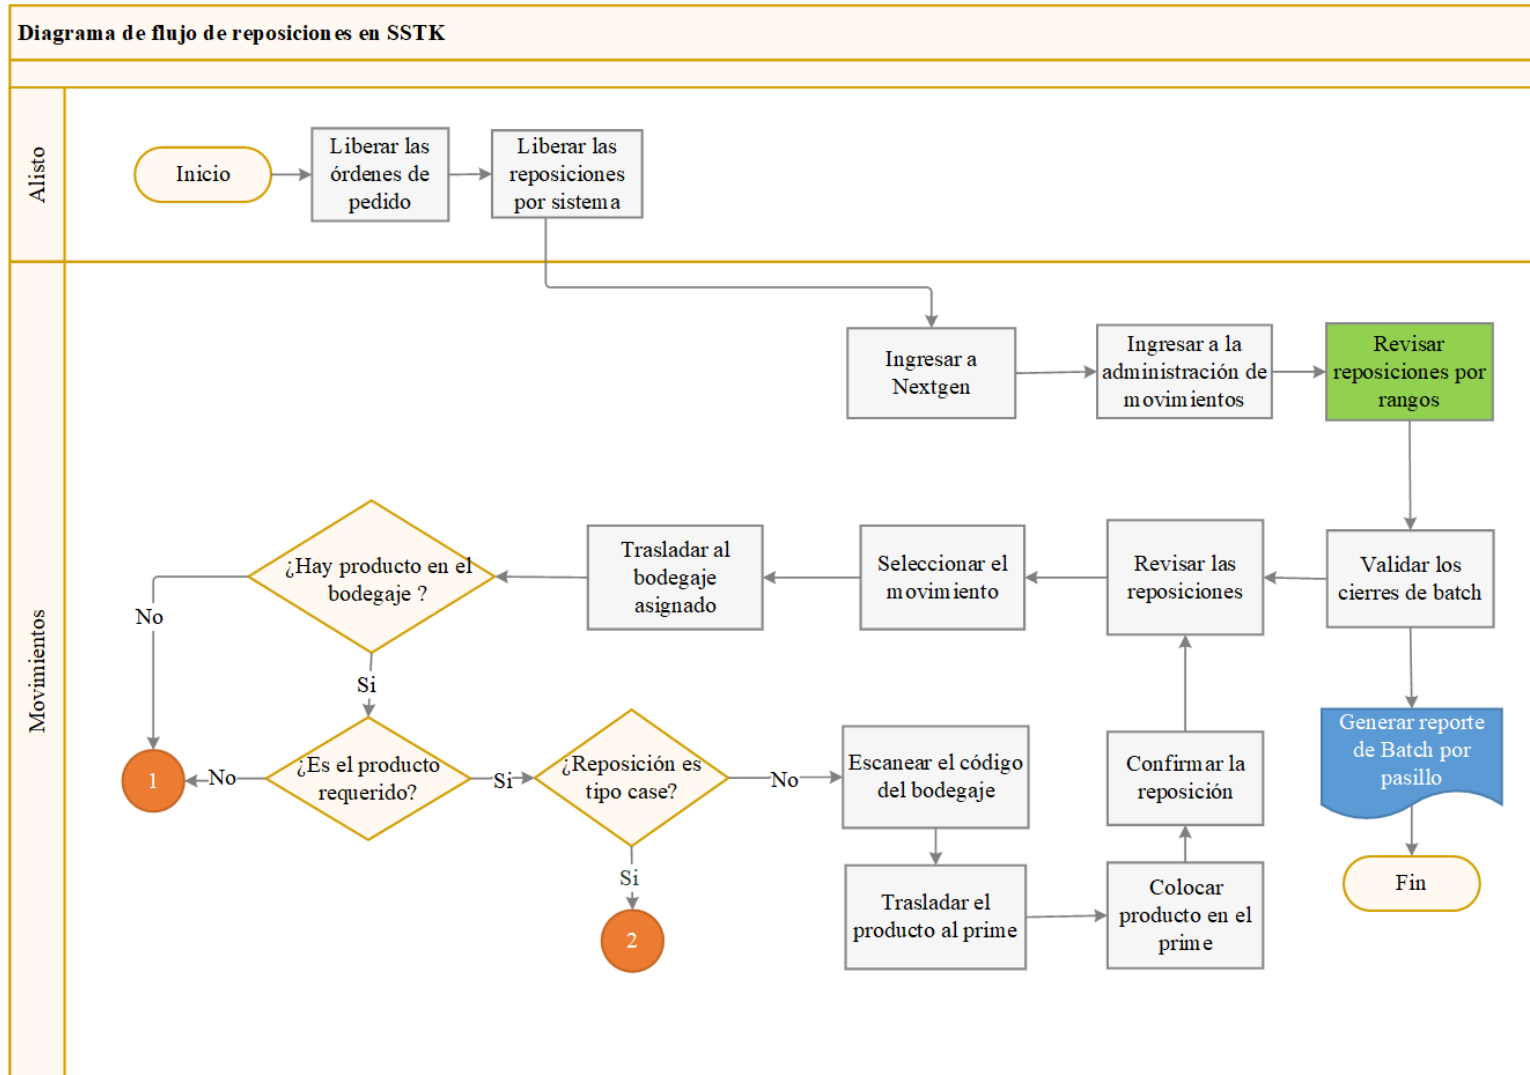 Diagrama de flujo de reposiciones en SSTK
Alisto
Inicio
Liberar las
órdenes de
pedido
Liberar las
reposiciones
por sistema
Movimientos
Ingresar a
Nextgen
Ingresar a la
administración de
movimientos
Revisar
reposiciones por
rangos
¿Hay producto en el
bodegaje ?
Trasladar al
bodegaje
asignado
Seleccionar el
movimiento
Revisar las
reposiciones
Validar los
cierres de batch
No
Si
1
No
¿Es el producto
requerido?
Si
¿Reposición es
tipo case?
No
Escanear el código
del bodegaje
Confirmar la
reposición
Generar reporte
de Batch por
pasillo
Si
2
Trasladar el
producto al prime
Colocar
producto en el
prime
Fin